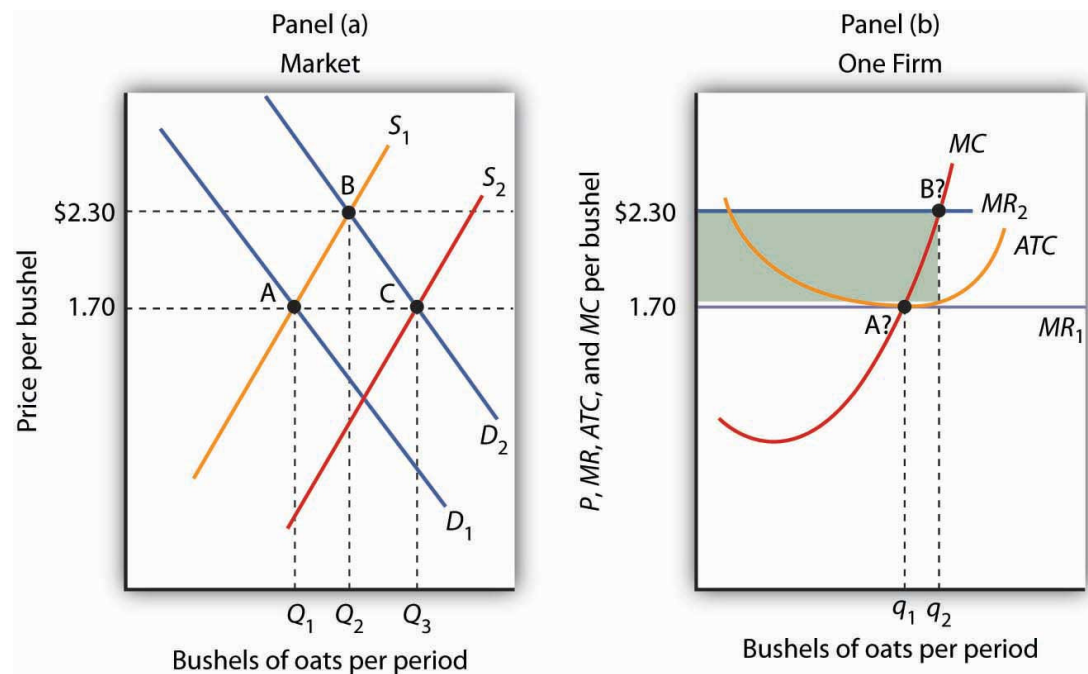 Panel (a)
Market
Price per bushel
$2.30
1.70
S1
S2
B
A
C
D2
D1
Q1
Q2
Q3
Bushels of oats per period
Panel (b)
One Firm
P, MR, ATC, and MC per bushel
$2.30
1.70
MC
B?
MR2
ATC
A?
MR1
q1
q2
Bushels of oats per period